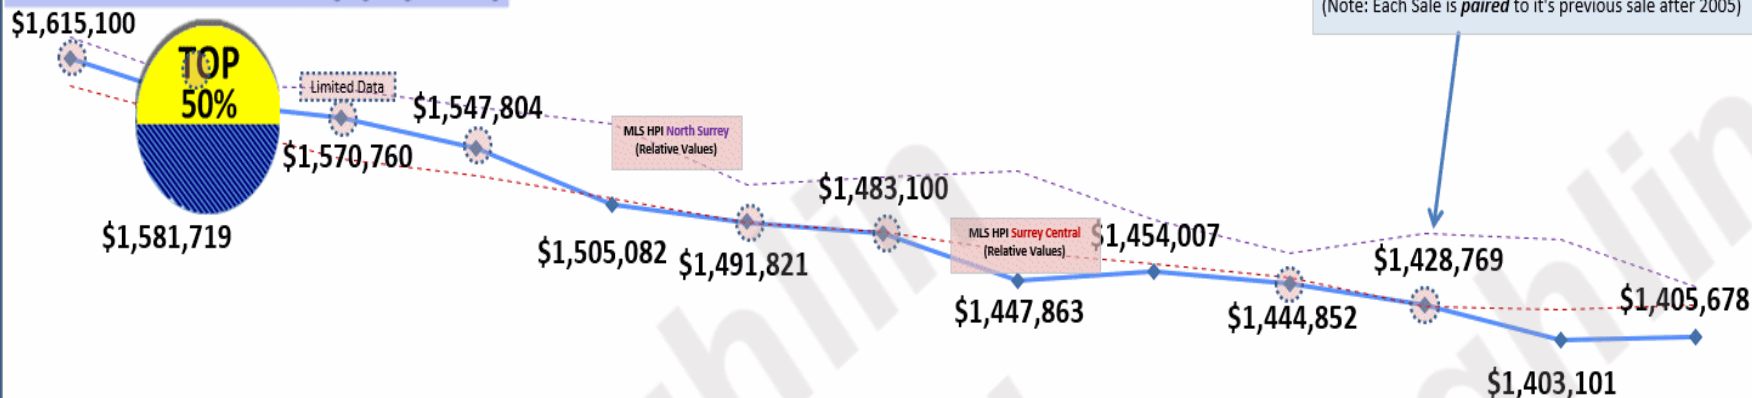 (Note: Each Sale is paired to it's previous sale after 2005)
$1,615,100
TOP
50%
$1,581,719
Limited Data
$1,570,760
$1,547,804
MLS HPI North Surrey
(Relative Values)
$1,505,082
$1,491,821
$1,483,100
MLS HPI Surrey Central
(Relative Values)
$1,447,863
$1,454,007
$1,444,852
$1,428,769
$1,403,101
$1,405,678